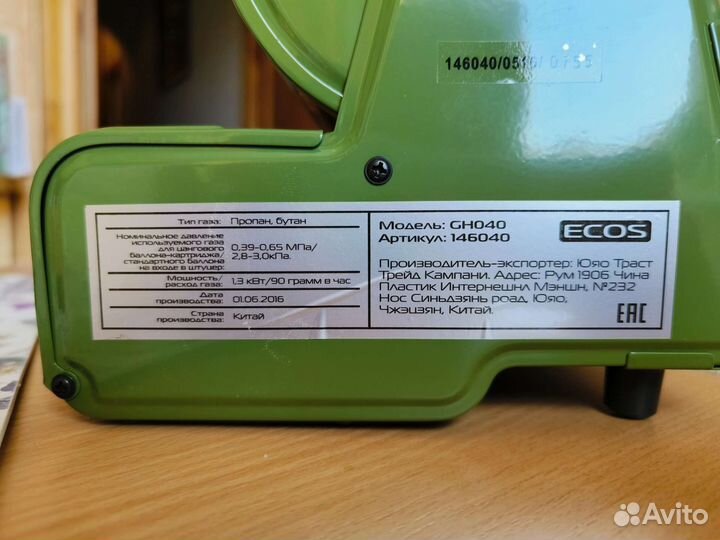 146040/0516/ 0755
Тип газа: Пропан, бутан
Номинальное давление
используемого газа
для цангового
баллона-картриджа/
стандартного баллона
на входе в штуцер:
0,39-0,65 МПа/
2,8-3,0кПа.
Мощность/
расход газа:
1,3 кВт/90 грамм в час
Дата
производства:
01.06.2016
Страна
производства:
Китай
Модель: GH040
Артикул: 146040
ECOS
Производитель-экспортер: Юяо Траст
Трейд Кампани. Адрес: Рум 1906 Чина
Пластик Интернешнл Мэншн, №232
Нос Синьдзянь роад, Юяо,
Чжэцзян, Китай.
ЕАС
Avito